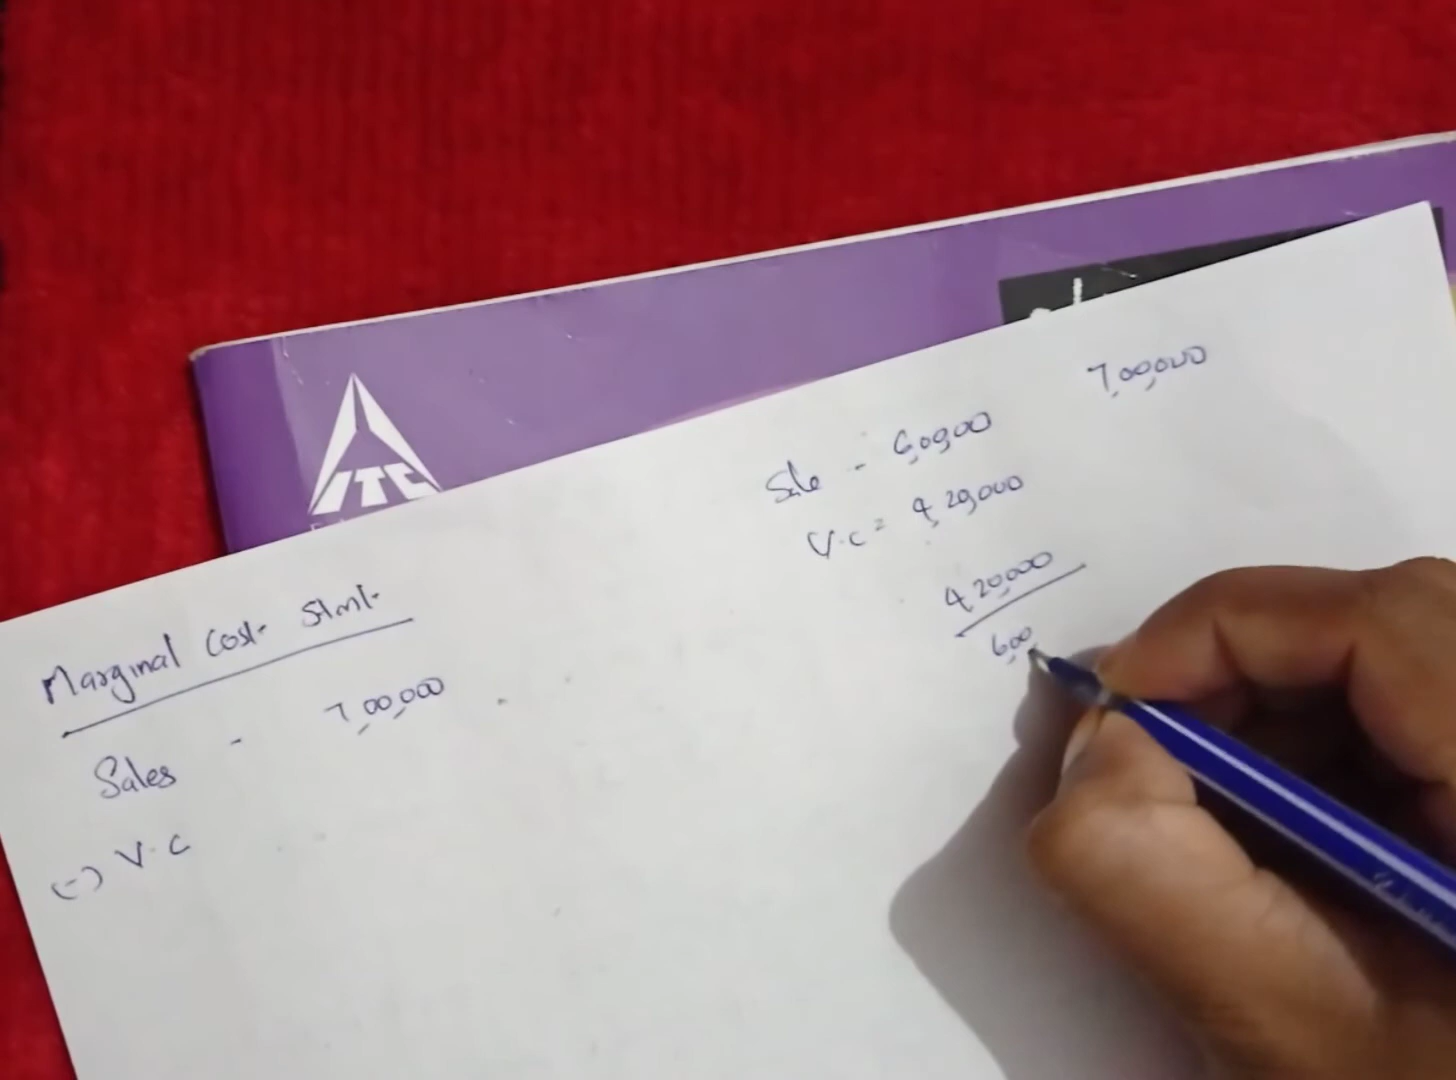 ITC
7,00,000
Sale - 6,00,000
V.C = 4,20,000
4,20,000
6,00
Marginal Cost Stmt.
Sales - 7,00,000
(-) V.C